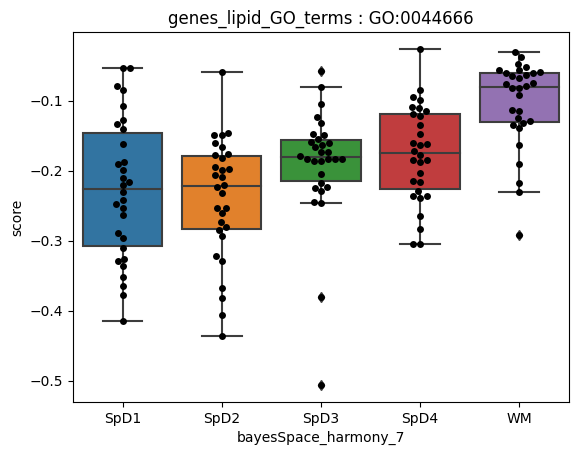 genes_lipid_GO_terms : GO:0044666
score
−0.1
−0.2
−0.3
−0.4
−0.5
SpD1 SpD2 SpD3 SpD4 WM
bayesSpace_harmony_7